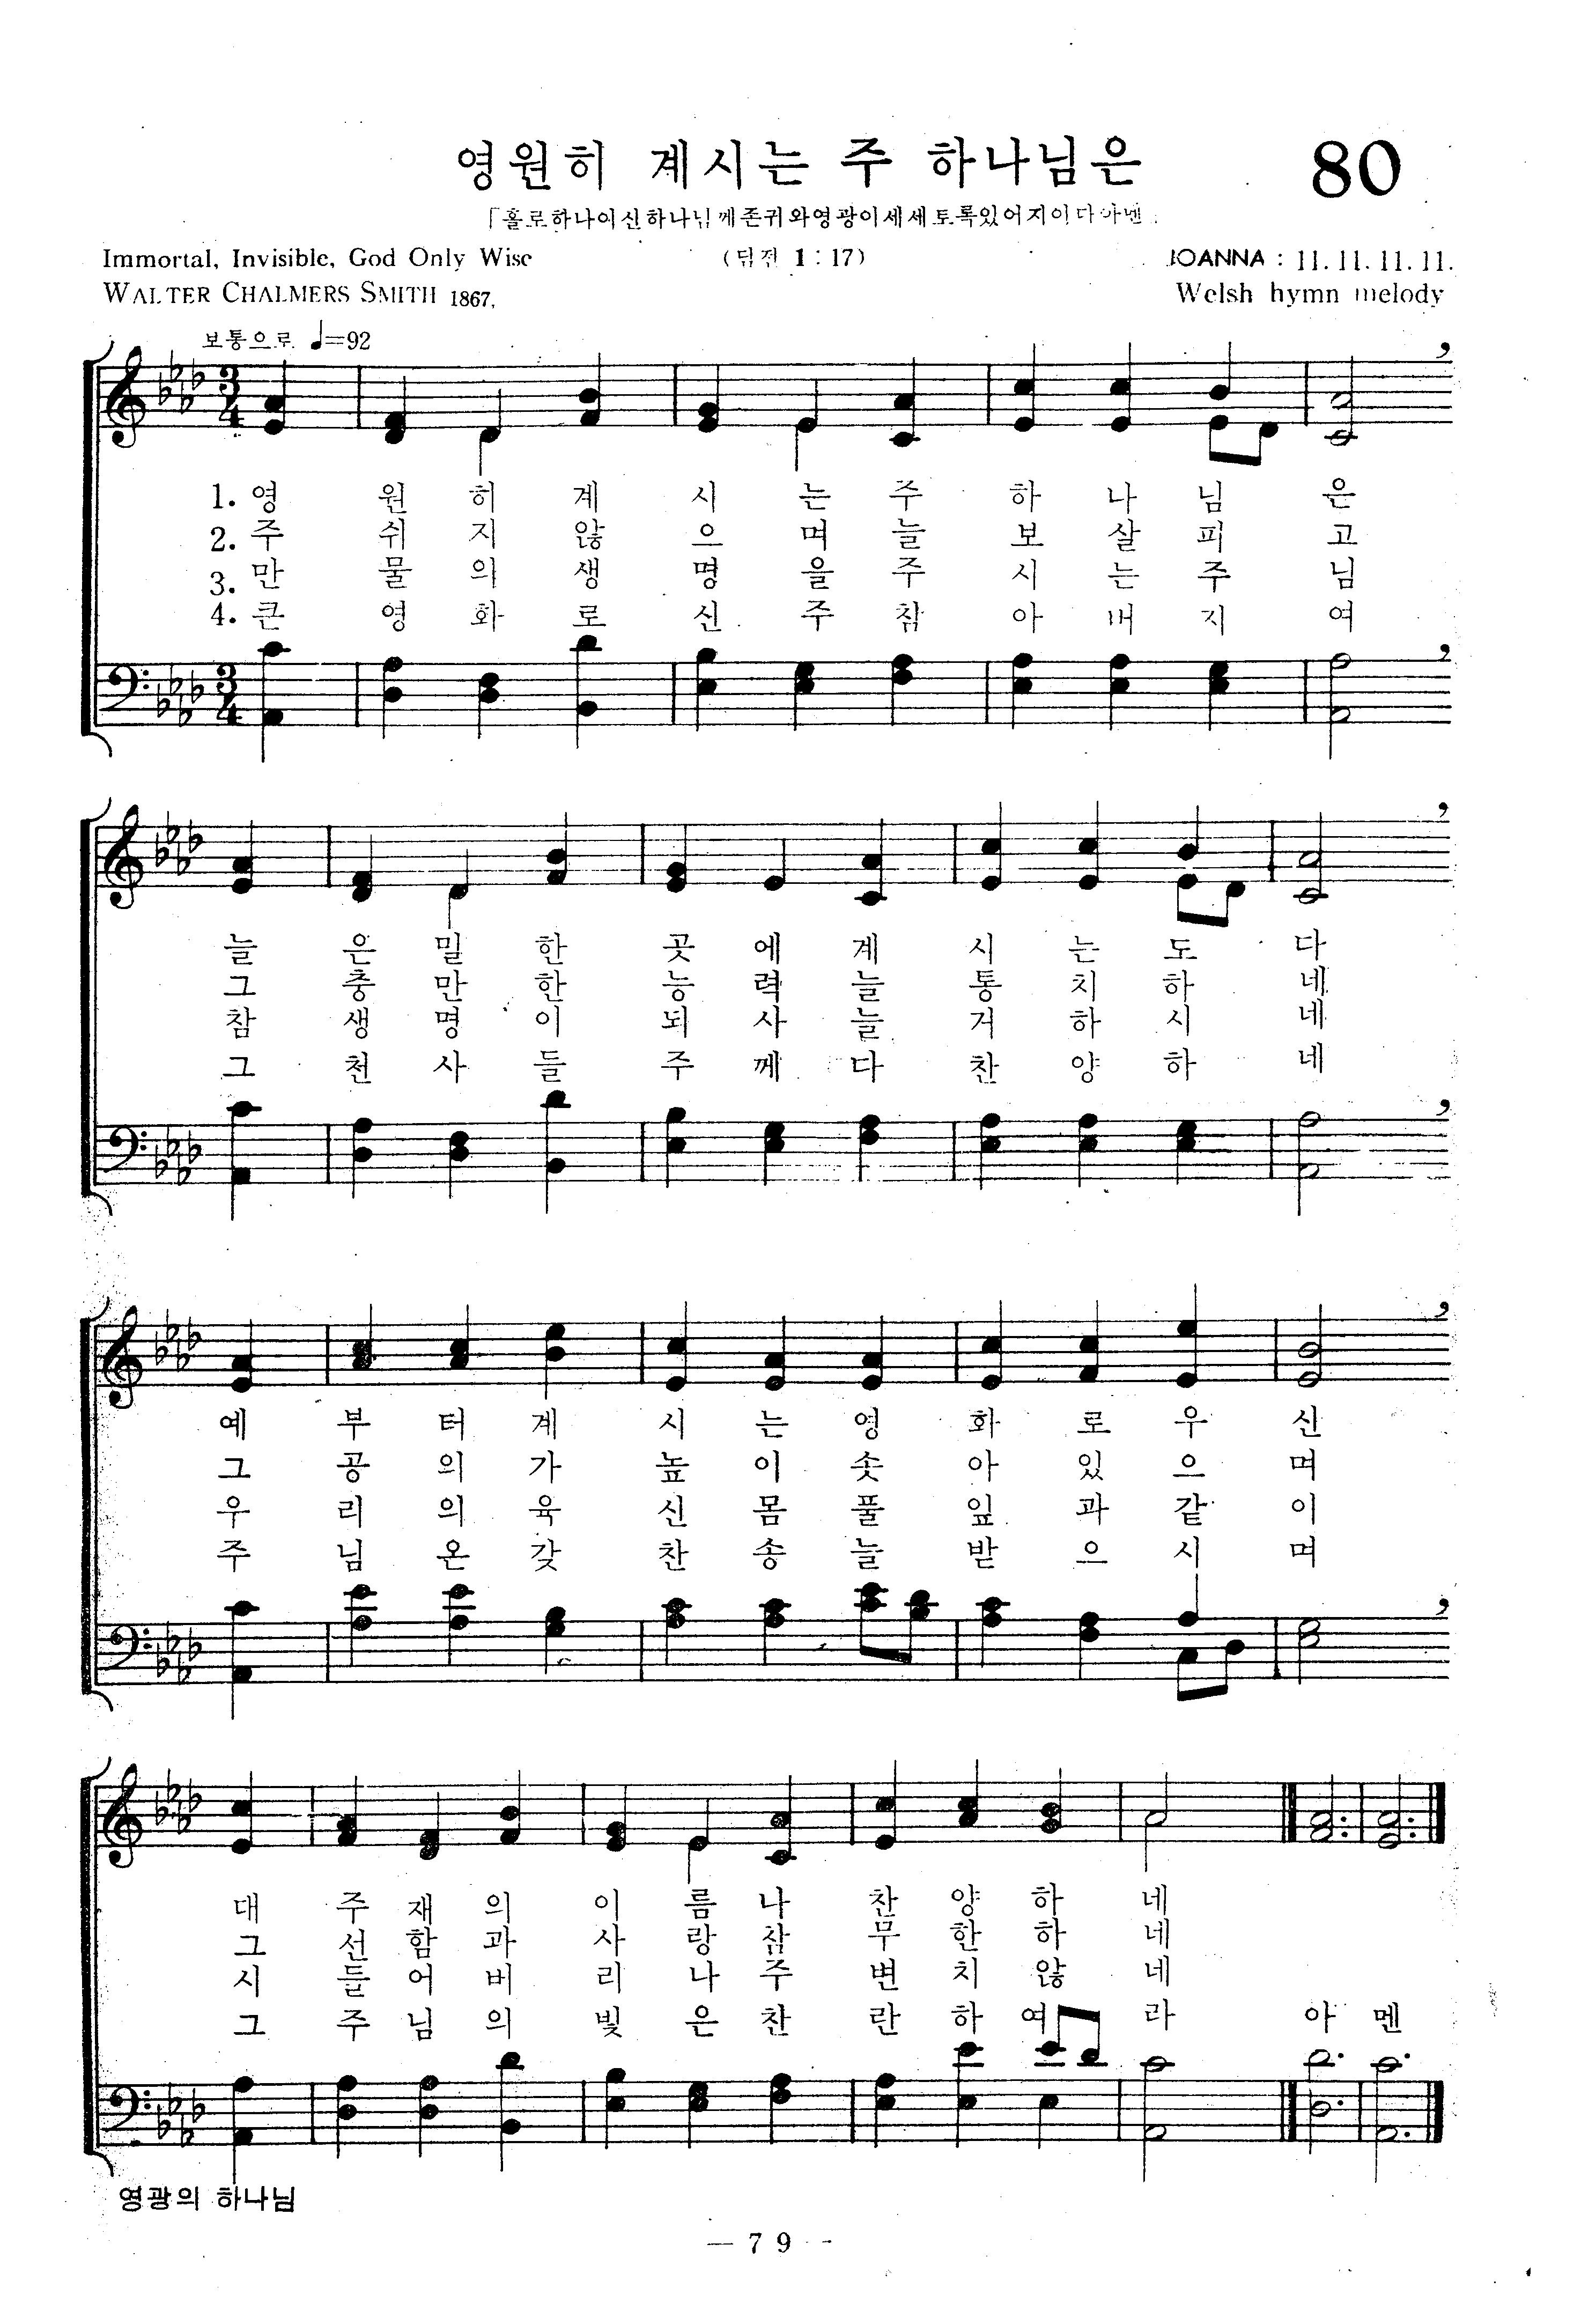 영원히 계시는 주 하나님은 80
「홀로하나이신하나님께존귀와영광이세세토록있어지이다아멘
Immortal, Invisible, God Only Wise (딤전 1:17) JOANNA : 11. 11. 11. 11.
WALTER CHALMERS SMITH 1867, Welsh hymn melody
보통으로 ♩=92
1. 영 원 히 계 시 는 주 하 나 님 은
2. 주 쉬 지 않 으 며 늘 보 살 피 고
3. 만 물 의 생 명 을 주 시 는 주 님
4. 큰 영 화 로 신 주 참 아 버 지 여
늘 은 밀 한 곳 에 계 시 는 도 다
그 충 만 한 능 력 늘 통 치 하 네
참 생 명 이 되 사 늘 거 하 시 네
그 천 사 들 주 께 다 찬 양 하 네
예 부 터 계 시 는 영 화 로 우 신
그 공 의 가 높 이 솟 아 있 으 며
우 리 의 육 신 몸 풀 잎 과 같 이
주 님 온 갖 찬 송 늘 받 으 시 며
대 주 재 의 이 름 나 찬 양 하 네
그 선 함 과 사 랑 참 무 한 하 네
시 들 어 버 리 나 주 변 치 않 네
그 주 님 의 빛 은 찬 란 하 여 라 아 멘
영광의 하나님
— 79 -